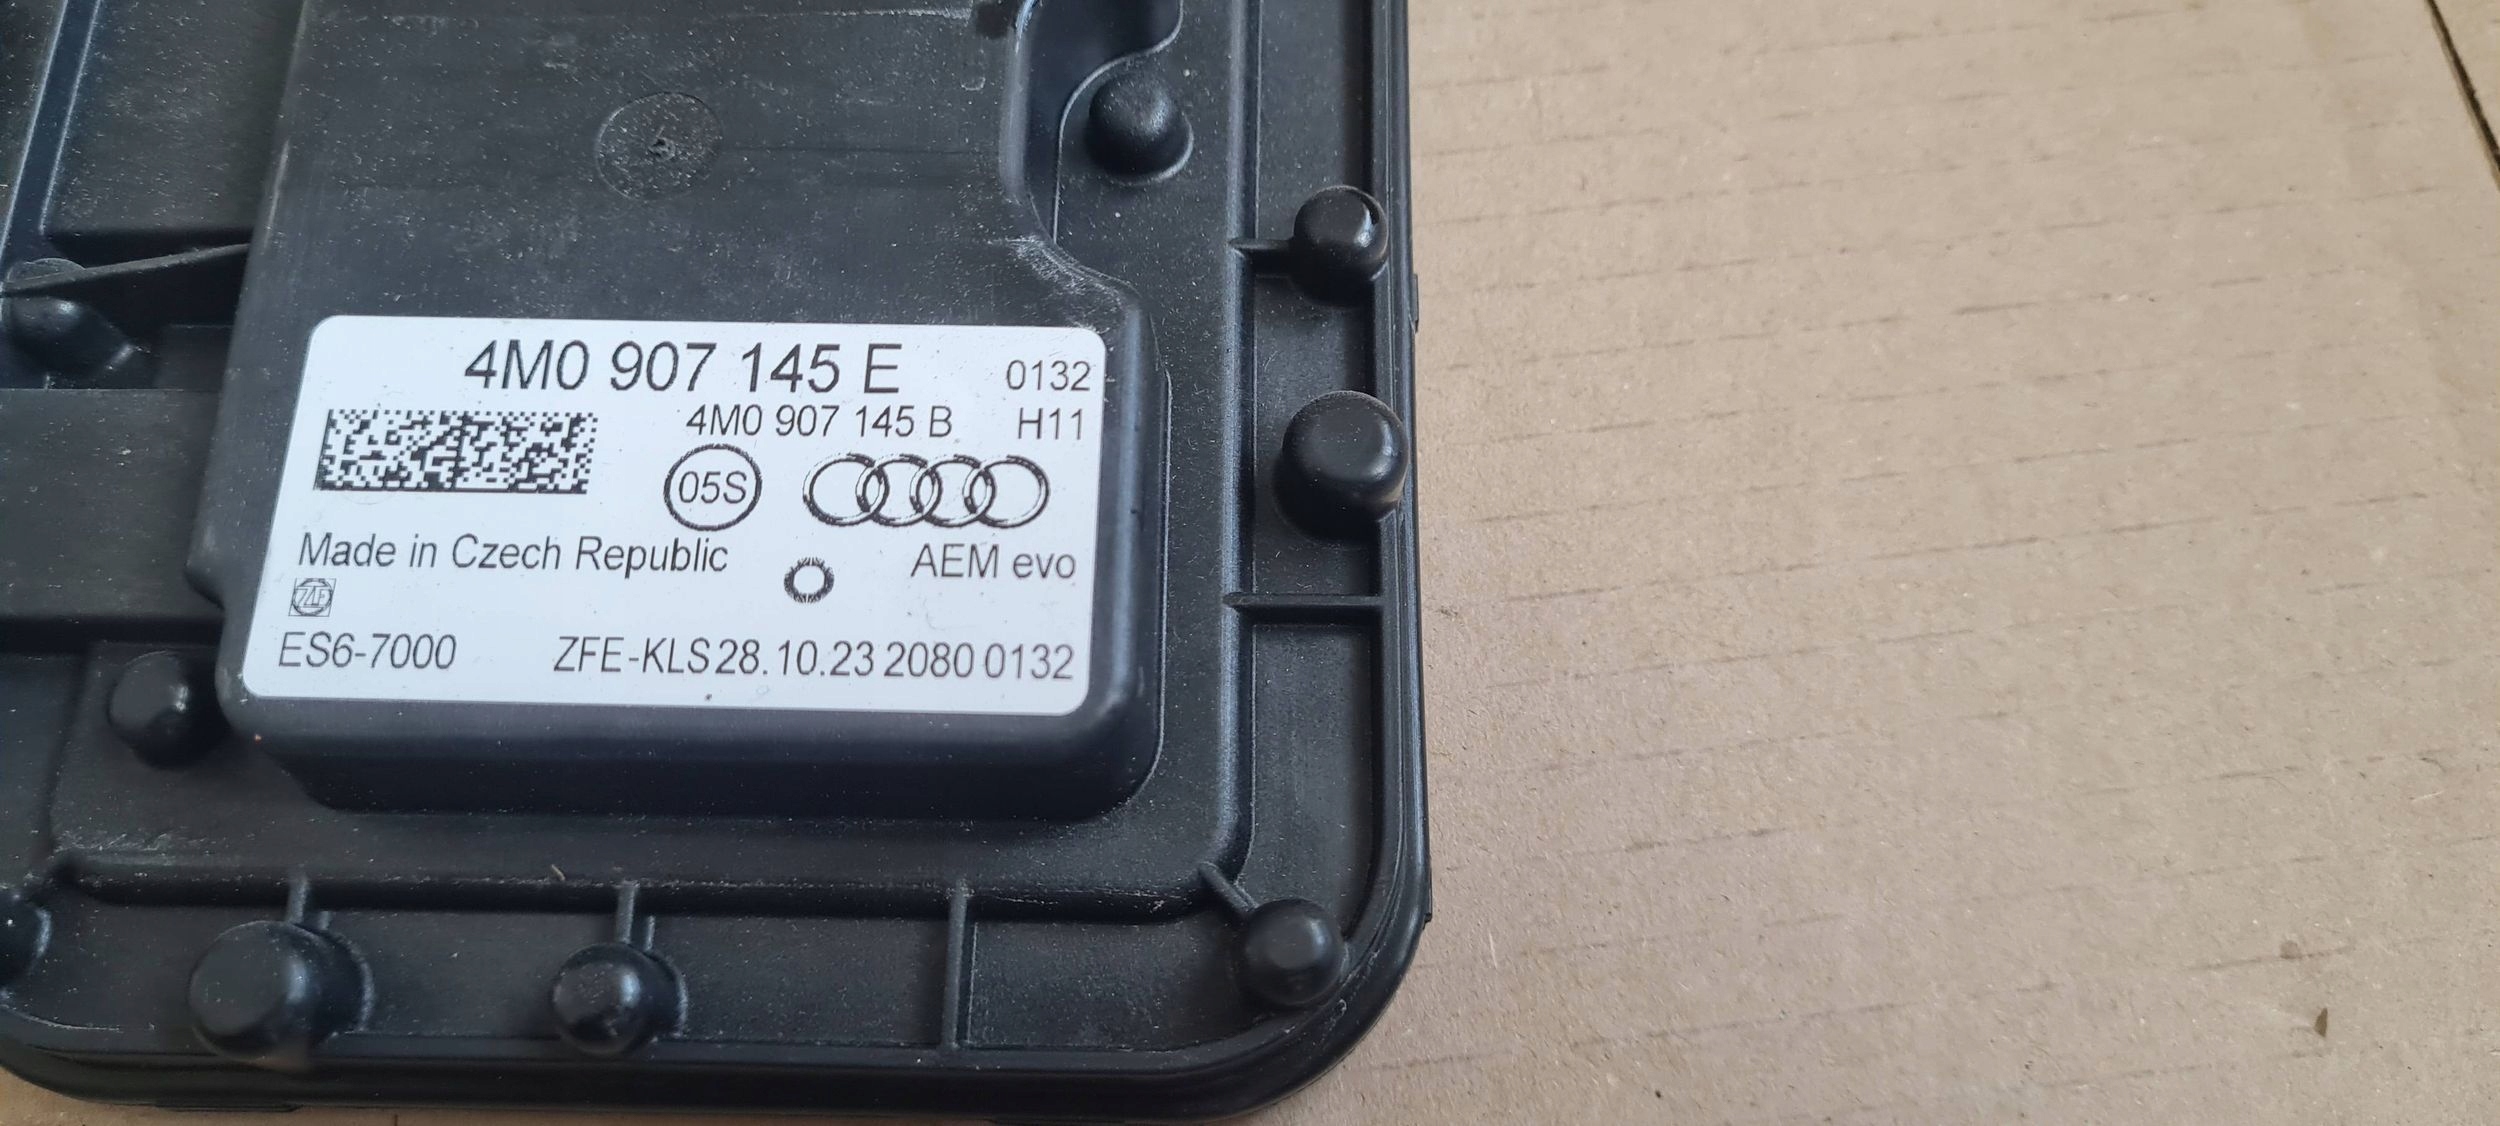 4M0 907 145 E 0132
4M0 907 145 B H11
05S
Made in Czech Republic AEM evo
ZF
ES6-7000 ZFE-KLS 28.10.23 2080 0132